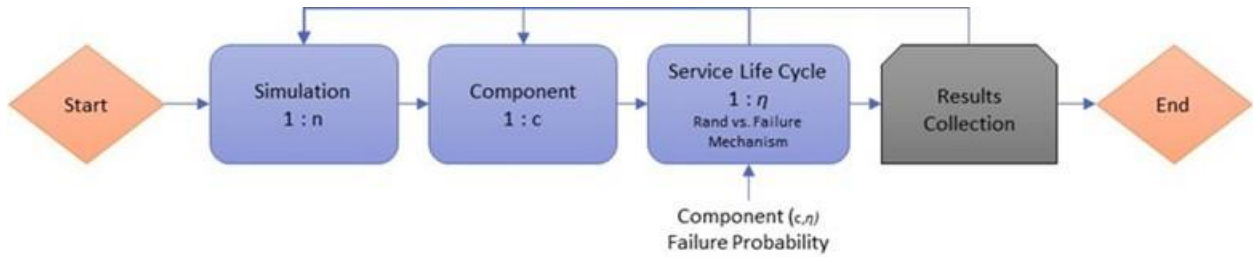 Start
Simulation
1 : n
Component
1 : c
Service Life Cycle
1 : η
Rand vs. Failure
Mechanism
Results
Collection
End
Component (c,η)
Failure Probability